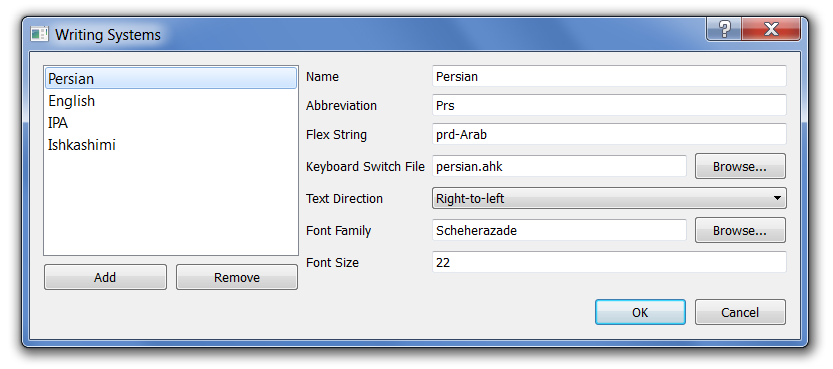 Writing Systems
Persian
English
IPA
Ishkashimi
Add
Remove
Name
Persian
Abbreviation
Prs
Flex String
prd-Arab
Keyboard Switch File
persian.ahk
Browse...
Text Direction
Right-to-left
Font Family
Scheherazade
Browse...
Font Size
22
OK
Cancel